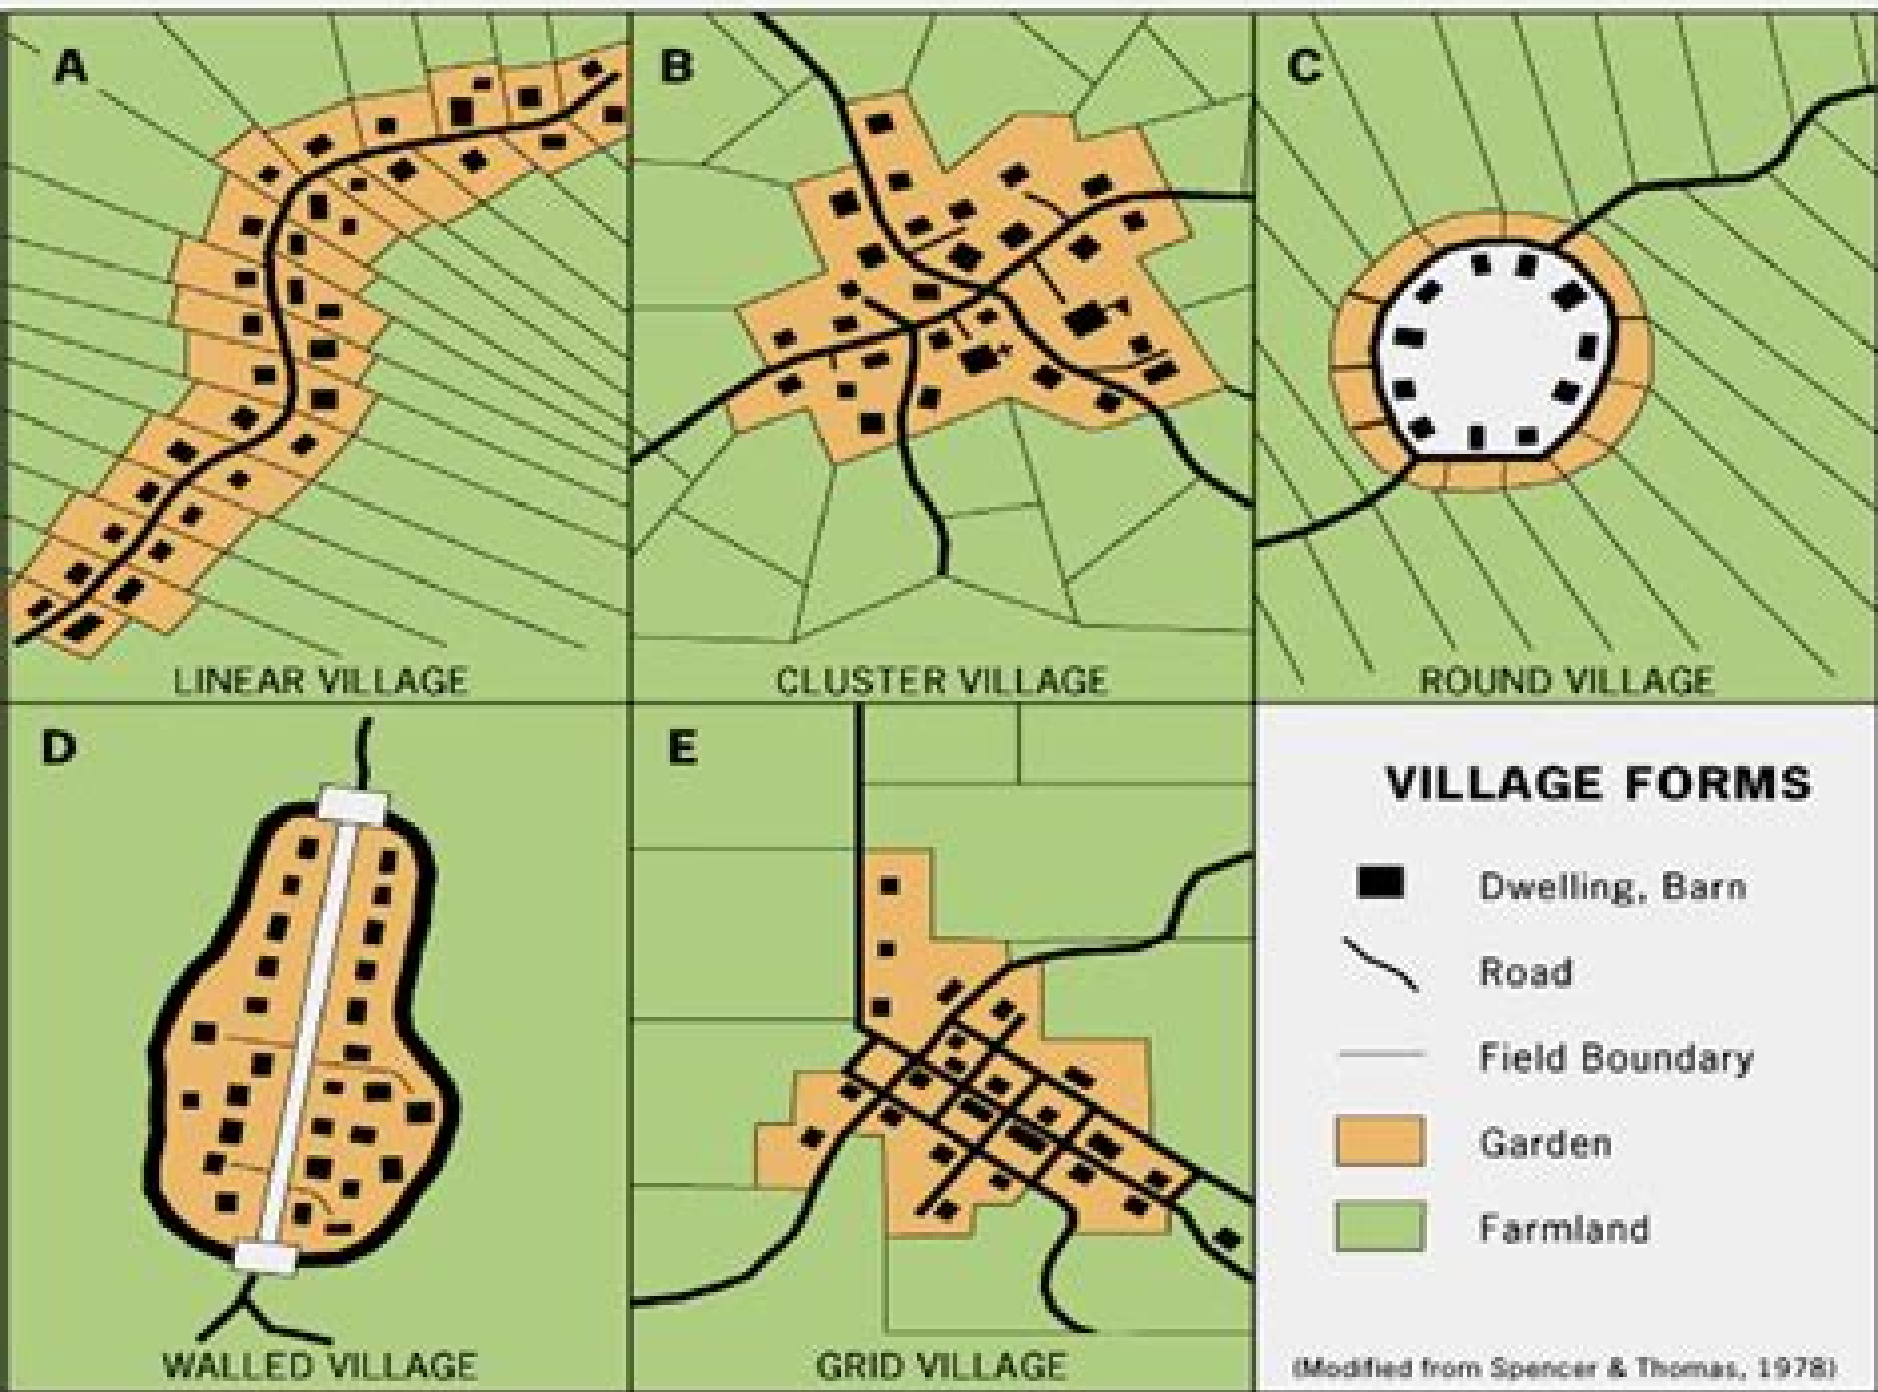 A
B
C
LINEAR VILLAGE
CLUSTER VILLAGE
ROUND VILLAGE
D
E
VILLAGE FORMS
Dwelling, Barn
Road
Field Boundary
Garden
Farmland
WALLED VILLAGE
GRID VILLAGE
(Modified from Spencer & Thomas, 1978)